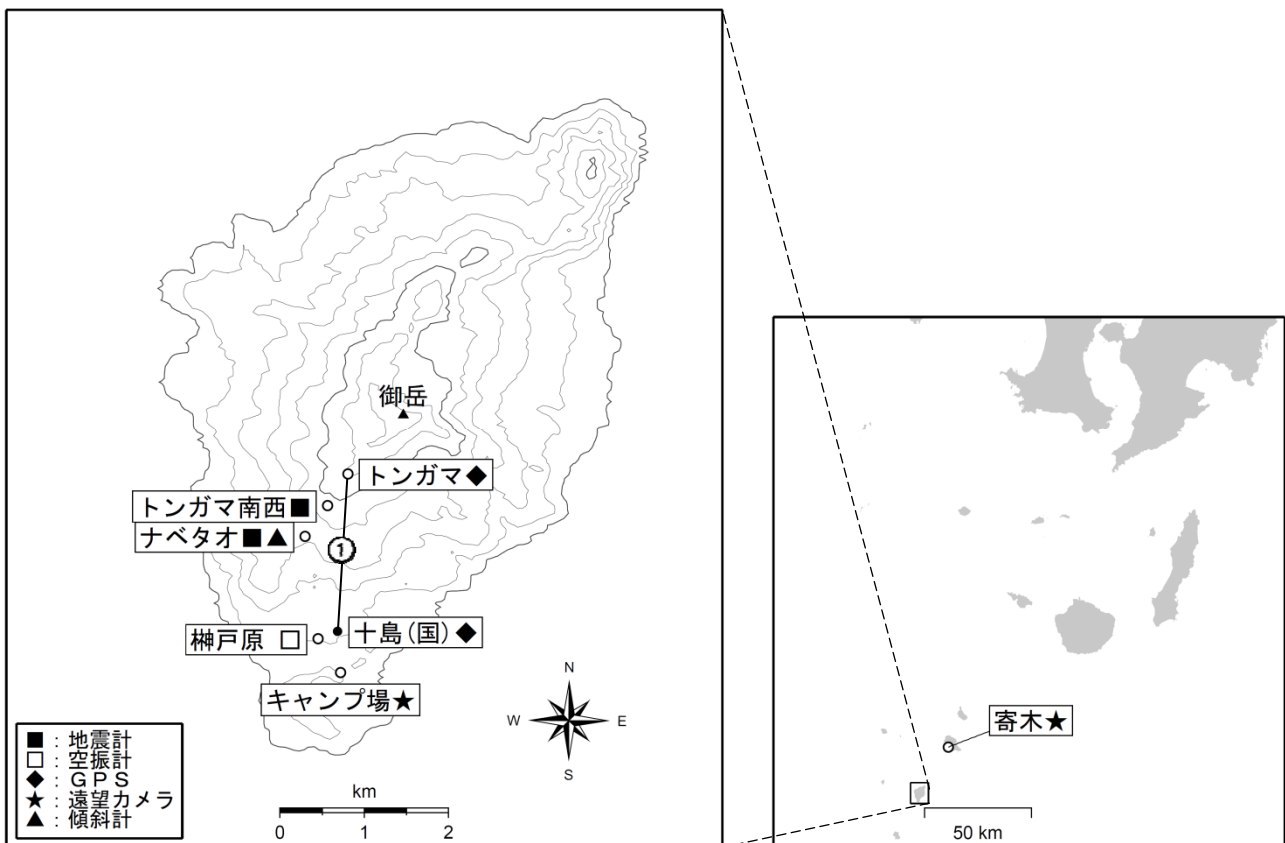 御岳
トンガマ◆
トンガマ南西■
ナベタオ■▲
①
榊戸原 □
十島(国)◆
キャンプ場★
N
W
E
S
■:地震計
□:空振計
◆:GPS
★:遠望カメラ
▲:傾斜計
km
0 1 2
寄木★
50 km